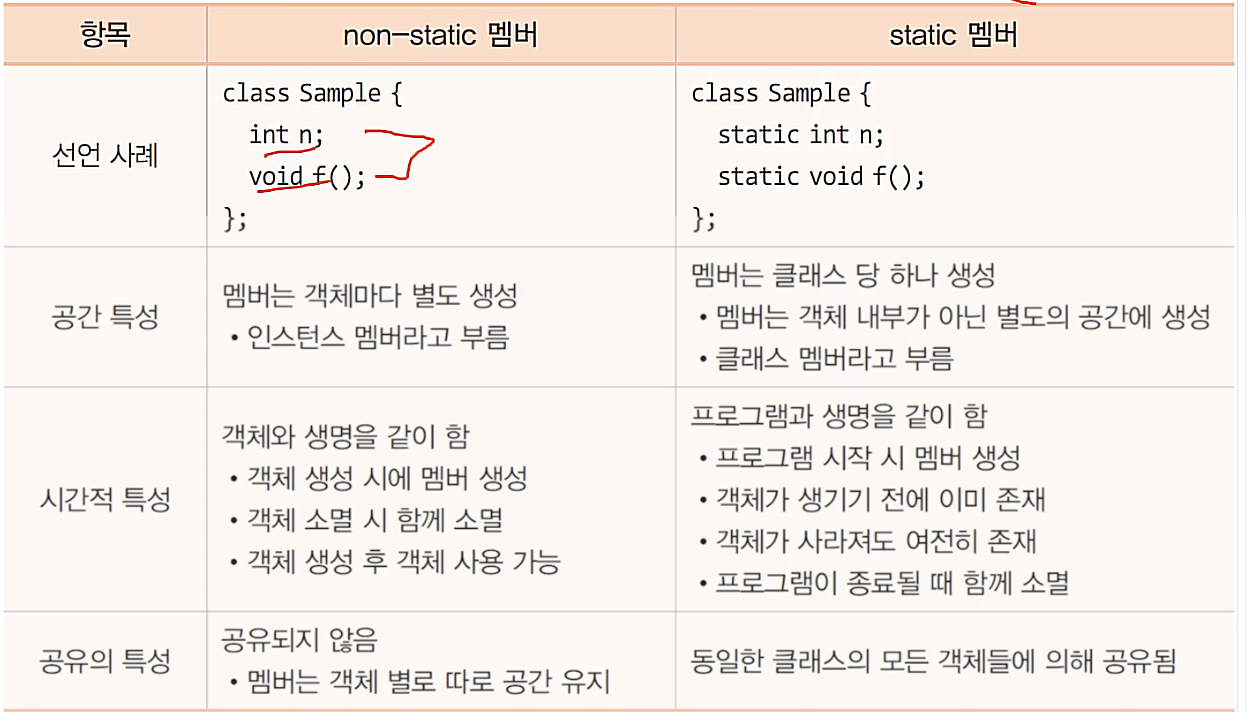 항목 non-static 멤버 static 멤버
선언 사례
class Sample {
int n;
void f();
};
class Sample {
static int n;
static void f();
};
공간 특성
멤버는 객체마다 별도 생성
• 인스턴스 멤버라고 부름
멤버는 클래스 당 하나 생성
• 멤버는 객체 내부가 아닌 별도의 공간에 생성
• 클래스 멤버라고 부름
시간적 특성
객체와 생명을 같이 함
• 객체 생성 시에 멤버 생성
• 객체 소멸 시 함께 소멸
• 객체 생성 후 객체 사용 가능
프로그램과 생명을 같이 함
• 프로그램 시작 시 멤버 생성
• 객체가 생기기 전에 이미 존재
• 객체가 사라져도 여전히 존재
• 프로그램이 종료될 때 함께 소멸
공유의 특성
공유되지 않음
• 멤버는 객체 별로 따로 공간 유지
동일한 클래스의 모든 객체들에 의해 공유됨